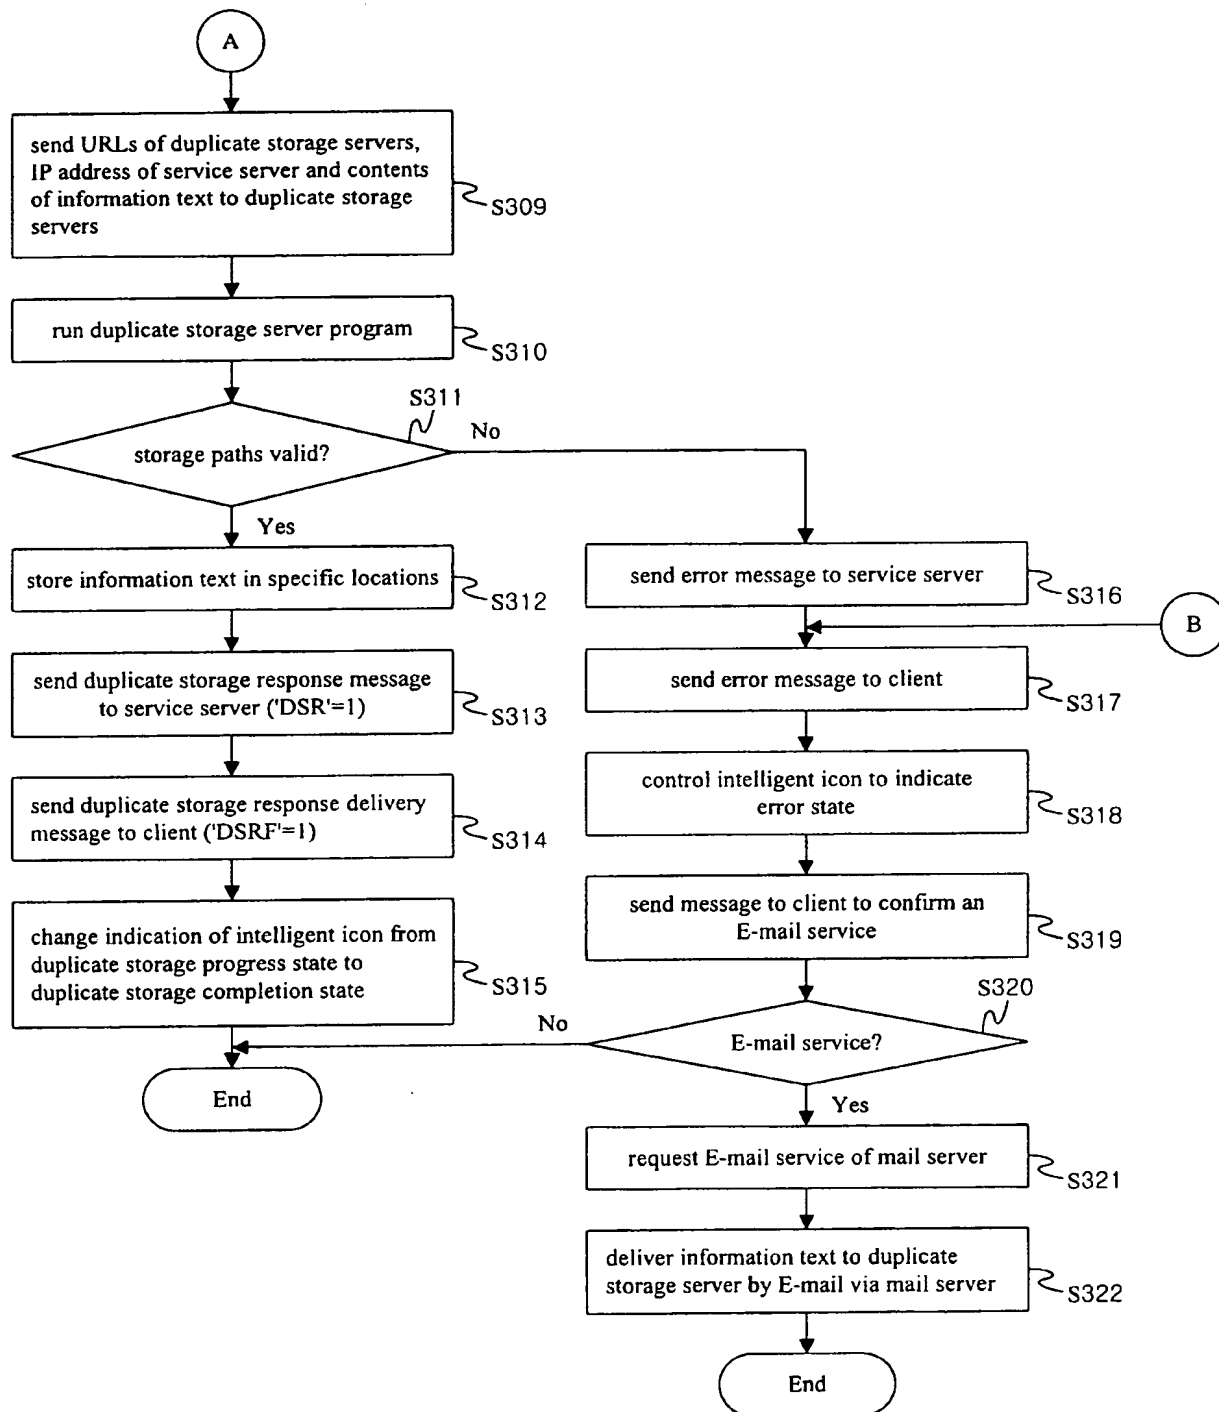 A
send URLs of duplicate storage servers,
IP address of service server and contents
of information text to duplicate storage
servers
S309
run duplicate storage server program
S310
S311
storage paths valid?
No
Yes
store information text in specific locations
S312
send duplicate storage response message
to service server ('DSR'=1)
S313
send duplicate storage response delivery
message to client ('DSRF'=1)
S314
change indication of intelligent icon from
duplicate storage progress state to
duplicate storage completion state
S315
End
send error message to service server
S316
B
send error message to client
S317
control intelligent icon to indicate
error state
S318
send message to client to confirm an
E-mail service
S319
S320
E-mail service?
No
Yes
request E-mail service of mail server
S321
deliver information text to duplicate
storage server by E-mail via mail server
S322
End